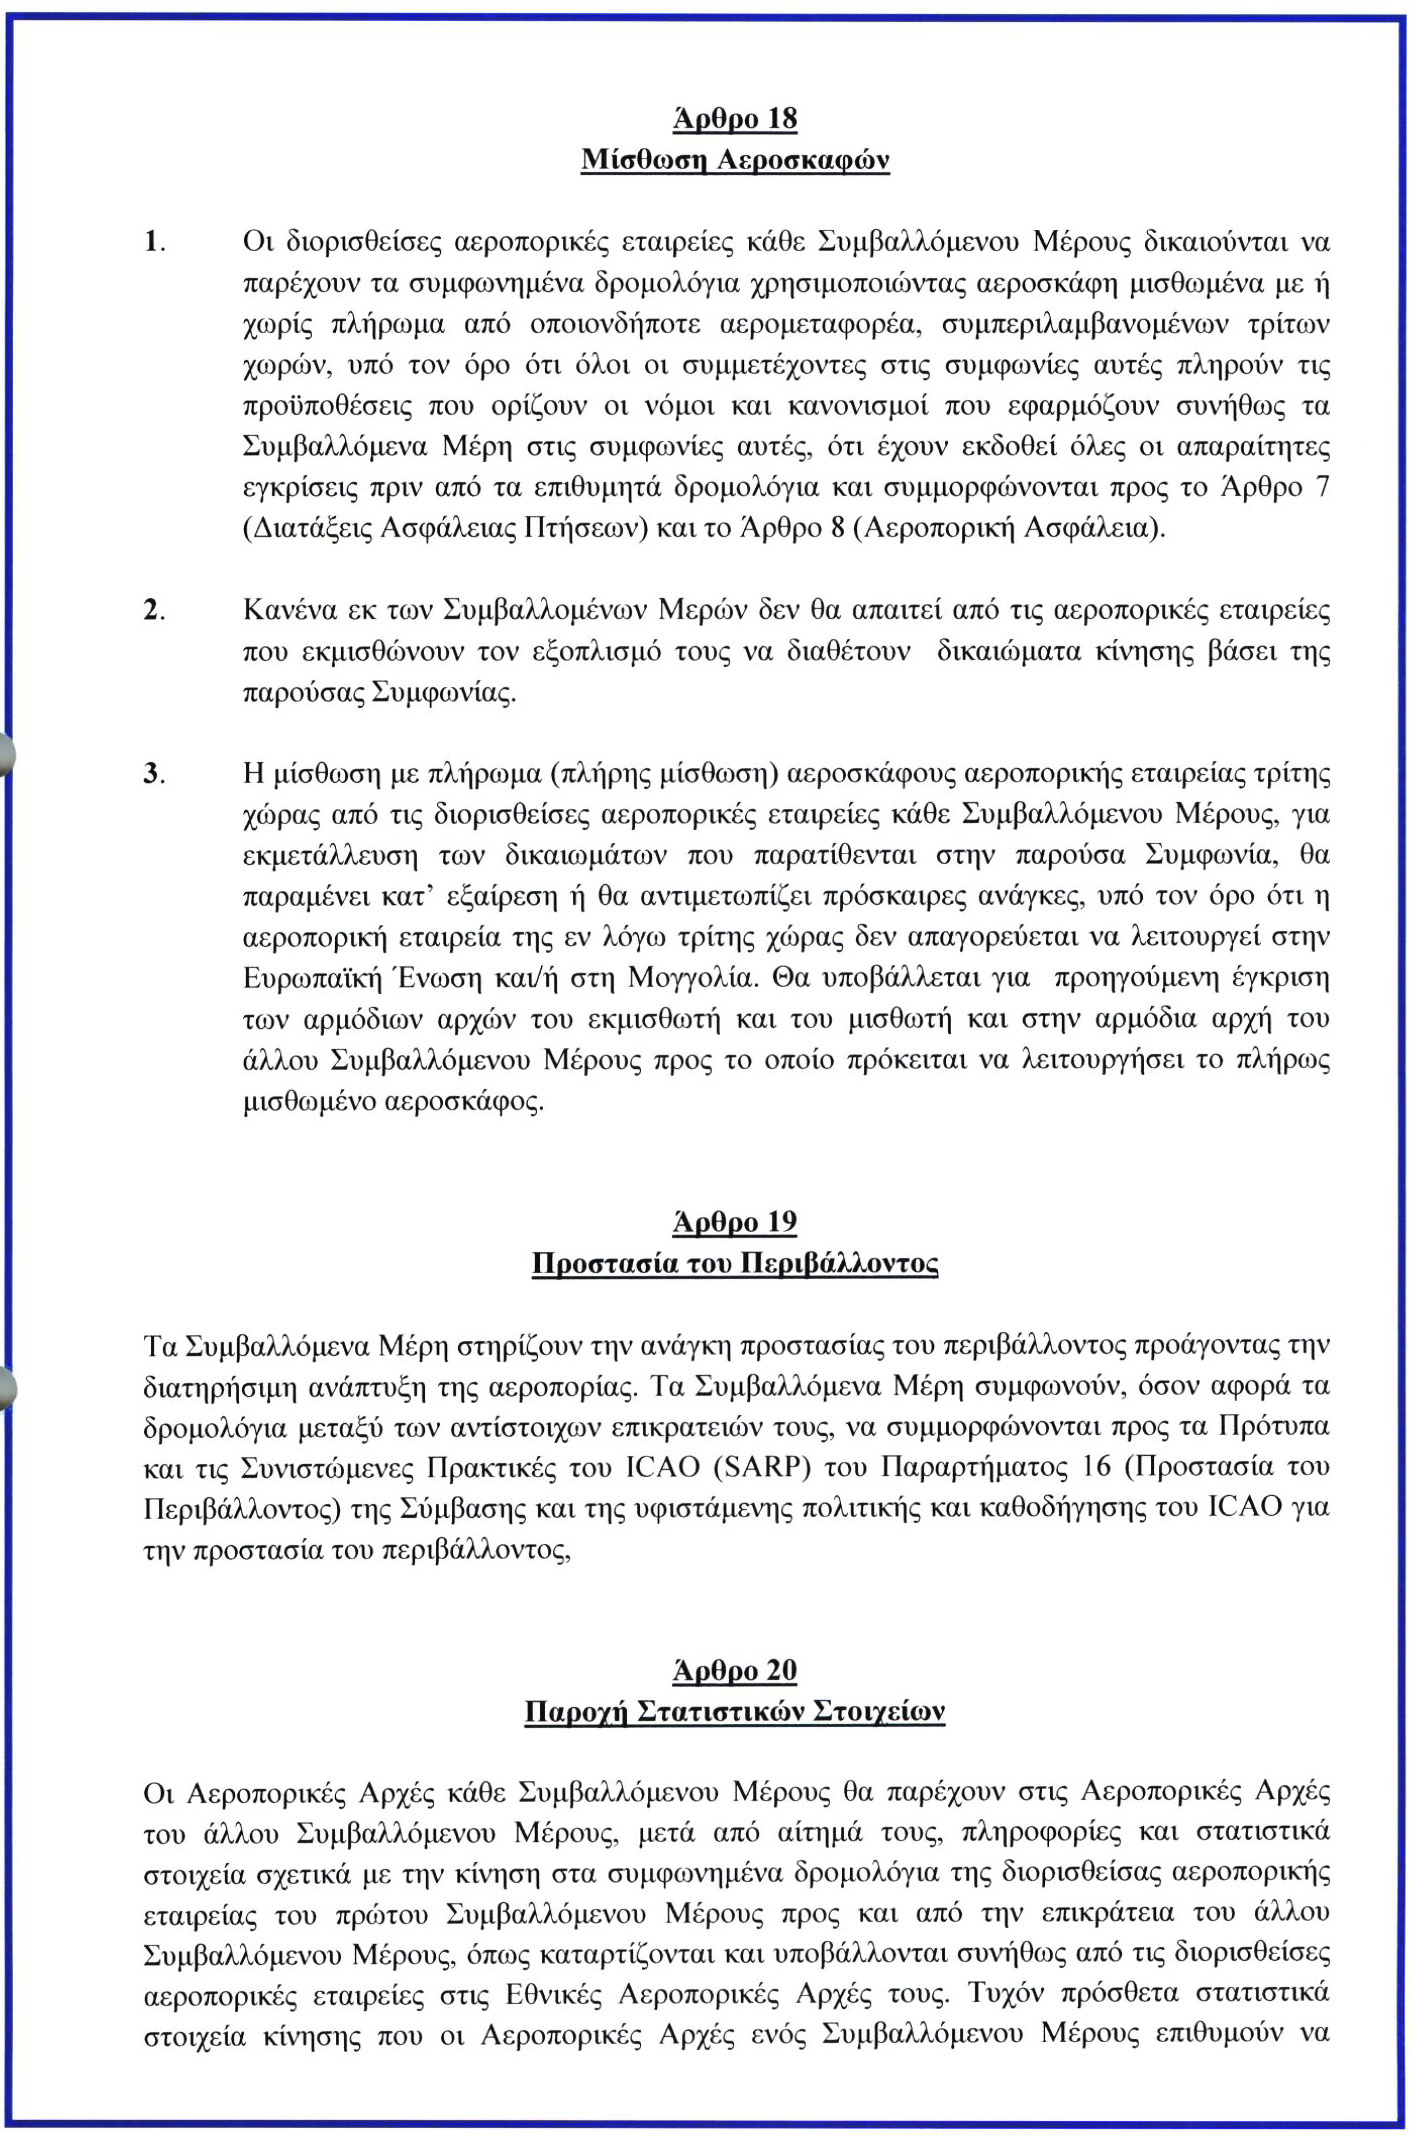 Άρθρο 18
Μίσθωση Αεροσκαφών
1. Οι διορισθείσες αεροπορικές εταιρείες κάθε Συμβαλλόμενου Μέρους δικαιούνται να
παρέχουν τα συμφωνημένα δρομολόγια χρησιμοποιώντας αεροσκάφη μισθωμένα με ή
χωρίς πλήρωμα από οποιονδήποτε αερομεταφορέα, συμπεριλαμβανομένων τρίτων
χωρών, υπό τον όρο ότι όλοι οι συμμετέχοντες στις συμφωνίες αυτές πληρούν τις
προϋποθέσεις που ορίζουν οι νόμοι και κανονισμοί που εφαρμόζουν συνήθως τα
Συμβαλλόμενα Μέρη στις συμφωνίες αυτές, ότι έχουν εκδοθεί όλες οι απαραίτητες
εγκρίσεις πριν από τα επιθυμητά δρομολόγια και συμμορφώνονται προς το Άρθρο 7
(Διατάξεις Ασφάλειας Πτήσεων) και το Άρθρο 8 (Αεροπορική Ασφάλεια).
2. Κανένα εκ των Συμβαλλομένων Μερών δεν θα απαιτεί από τις αεροπορικές εταιρείες
που εκμισθώνουν τον εξοπλισμό τους να διαθέτουν δικαιώματα κίνησης βάσει της
παρούσας Συμφωνίας.
3. Η μίσθωση με πλήρωμα (πλήρης μίσθωση) αεροσκάφους αεροπορικής εταιρείας τρίτης
χώρας από τις διορισθείσες αεροπορικές εταιρείες κάθε Συμβαλλόμενου Μέρους, για
εκμετάλλευση των δικαιωμάτων που παρατίθενται στην παρούσα Συμφωνία, θα
παραμένει κατ’ εξαίρεση ή θα αντιμετωπίζει πρόσκαιρες ανάγκες, υπό τον όρο ότι η
αεροπορική εταιρεία της εν λόγω τρίτης χώρας δεν απαγορεύεται να λειτουργεί στην
Ευρωπαϊκή Ένωση και/ή στη Μογγολία. Θα υποβάλλεται για προηγούμενη έγκριση
των αρμόδιων αρχών του εκμισθωτή και του μισθωτή και στην αρμόδια αρχή του
άλλου Συμβαλλόμενου Μέρους προς το οποίο πρόκειται να λειτουργήσει το πλήρως
μισθωμένο αεροσκάφος.
Άρθρο 19
Προστασία του Περιβάλλοντος
Τα Συμβαλλόμενα Μέρη στηρίζουν την ανάγκη προστασίας του περιβάλλοντος προάγοντας την
διατηρήσιμη ανάπτυξη της αεροπορίας. Τα Συμβαλλόμενα Μέρη συμφωνούν, όσον αφορά τα
δρομολόγια μεταξύ των αντίστοιχων επικρατειών τους, να συμμορφώνονται προς τα Πρότυπα
και τις Συνιστώμενες Πρακτικές του ICAO (SARP) του Παραρτήματος 16 (Προστασία του
Περιβάλλοντος) της Σύμβασης και της υφιστάμενης πολιτικής και καθοδήγησης του ICAO για
την προστασία του περιβάλλοντος,
Άρθρο 20
Παροχή Στατιστικών Στοιχείων
Οι Αεροπορικές Αρχές κάθε Συμβαλλόμενου Μέρους θα παρέχουν στις Αεροπορικές Αρχές
του άλλου Συμβαλλόμενου Μέρους, μετά από αίτημά τους, πληροφορίες και στατιστικά
στοιχεία σχετικά με την κίνηση στα συμφωνημένα δρομολόγια της διορισθείσας αεροπορικής
εταιρείας του πρώτου Συμβαλλόμενου Μέρους προς και από την επικράτεια του άλλου
Συμβαλλόμενου Μέρους, όπως καταρτίζονται και υποβάλλονται συνήθως από τις διορισθείσες
αεροπορικές εταιρείες στις Εθνικές Αεροπορικές Αρχές τους. Τυχόν πρόσθετα στατιστικά
στοιχεία κίνησης που οι Αεροπορικές Αρχές ενός Συμβαλλόμενου Μέρους επιθυμούν να